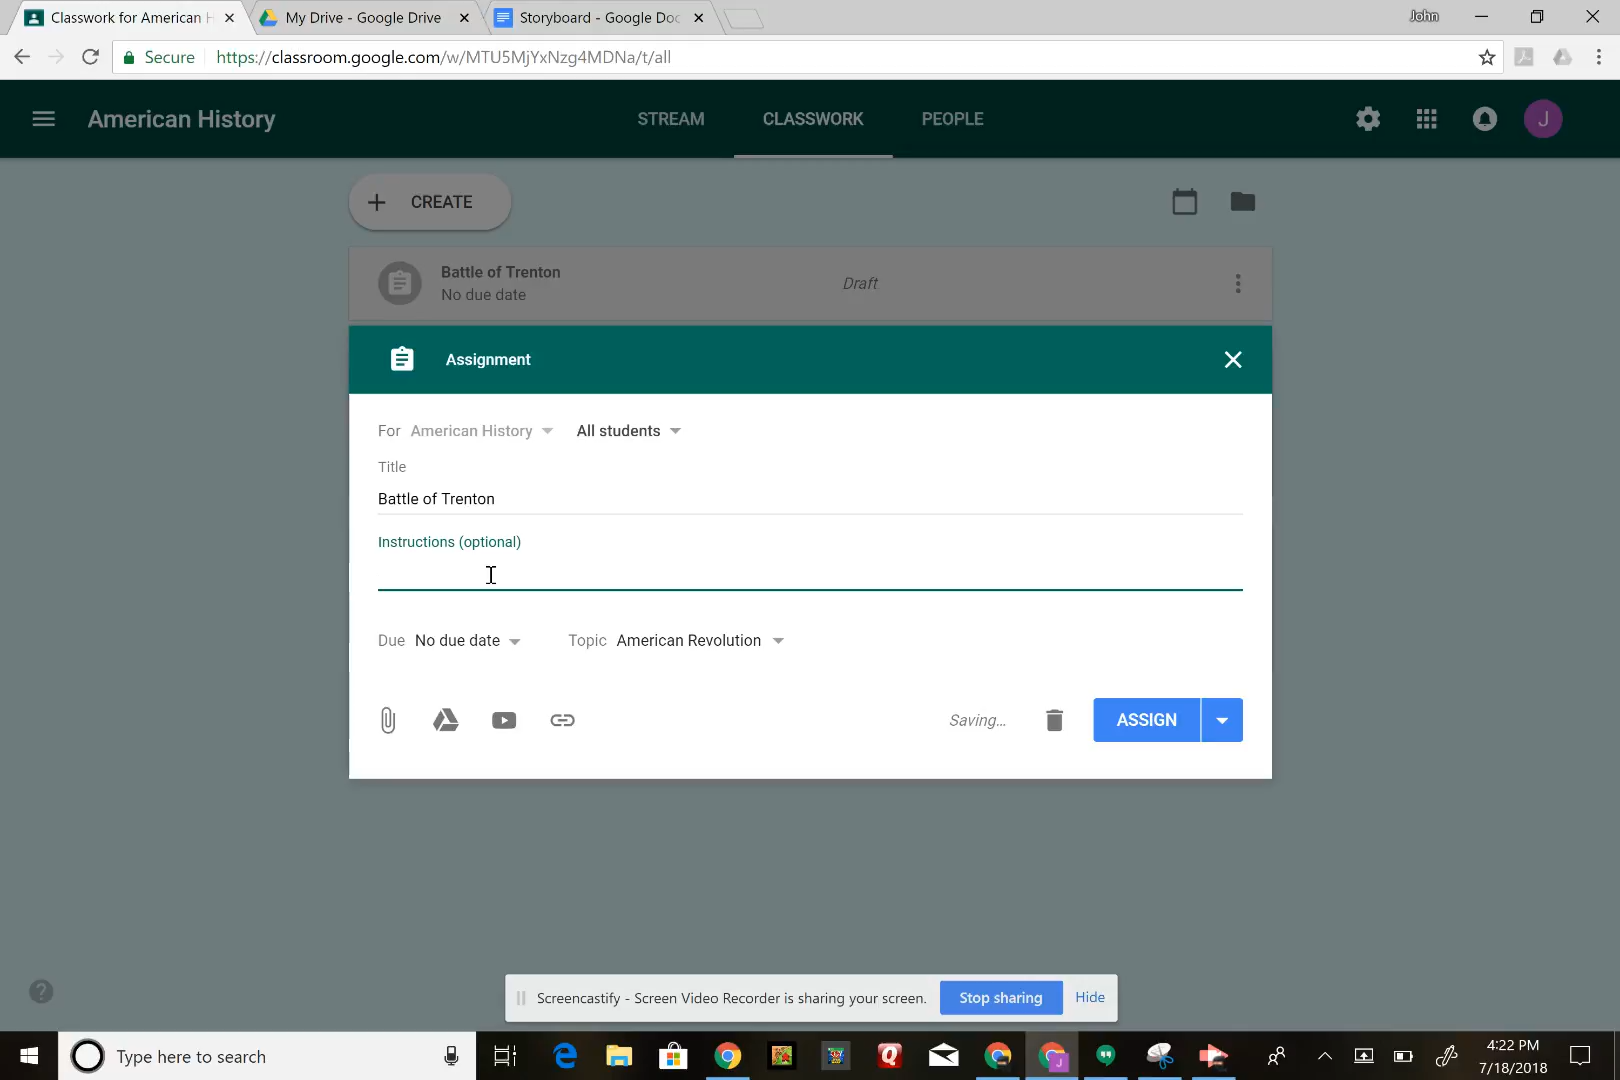 Classwork for American H
My Drive - Google Drive
Storyboard - Google Doc
John
Secure
https://classroom.google.com/w/MTU5MjYxNzg4MDNa/t/all
American History
STREAM
CLASSWORK
PEOPLE
J
CREATE
Battle of Trenton
No due date
Draft
Assignment
For American History All students
Title
Battle of Trenton
Instructions (optional)
Due No due date Topic American Revolution
Saving...
ASSIGN
?
Screencastify - Screen Video Recorder is sharing your screen.
Stop sharing
Hide
Type here to search
4:22 PM
7/18/2018